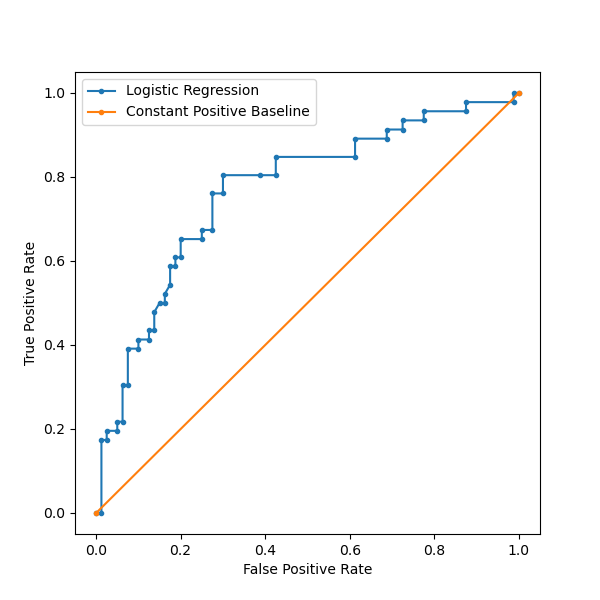 Logistic Regression
Constant Positive Baseline
True Positive Rate
1.0
0.8
0.6
0.4
0.2
0.0
0.0 0.2 0.4 0.6 0.8 1.0
False Positive Rate